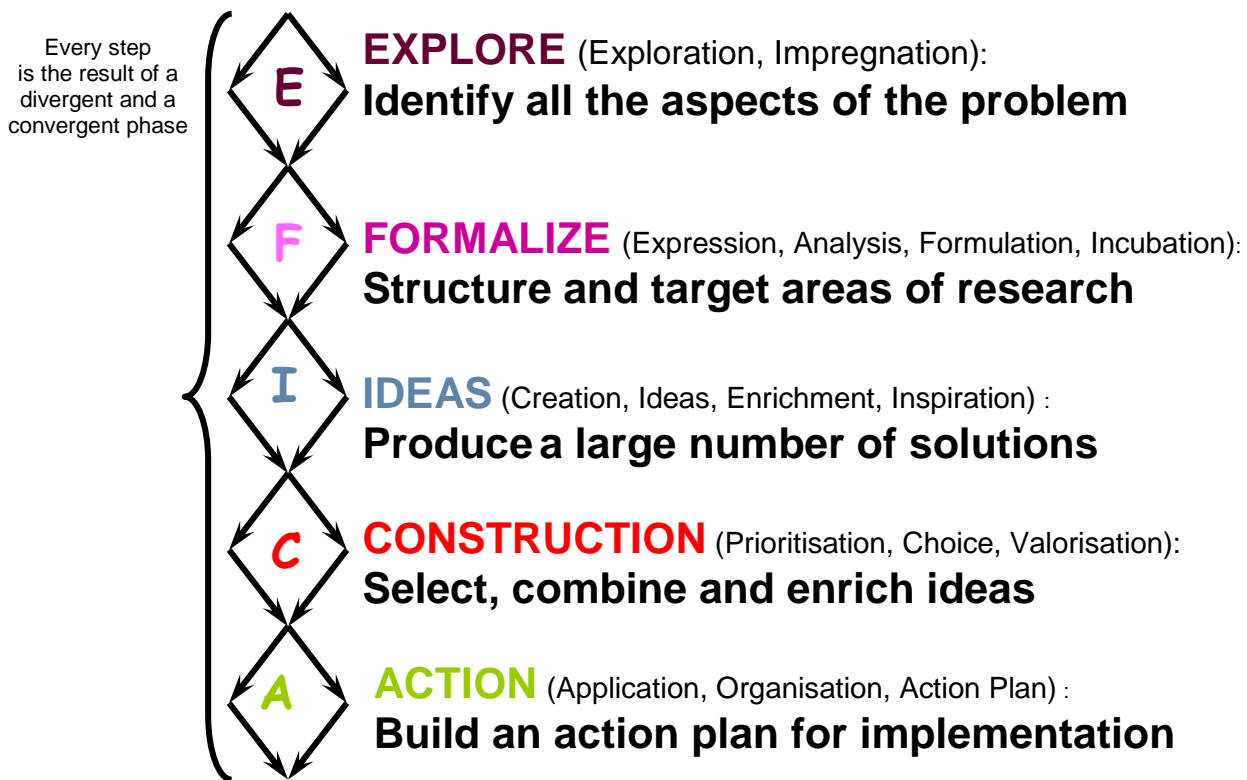 Every step
is the result of a
divergent and a
convergent phase
E
EXPLORE (Exploration, Impregnation):
Identify all the aspects of the problem
F
FORMALIZE (Expression, Analysis, Formulation, Incubation):
Structure and target areas of research
I
IDEAS (Creation, Ideas, Enrichment, Inspiration) :
Produce a large number of solutions
C
CONSTRUCTION (Prioritisation, Choice, Valorisation):
Select, combine and enrich ideas
A
ACTION (Application, Organisation, Action Plan) :
Build an action plan for implementation